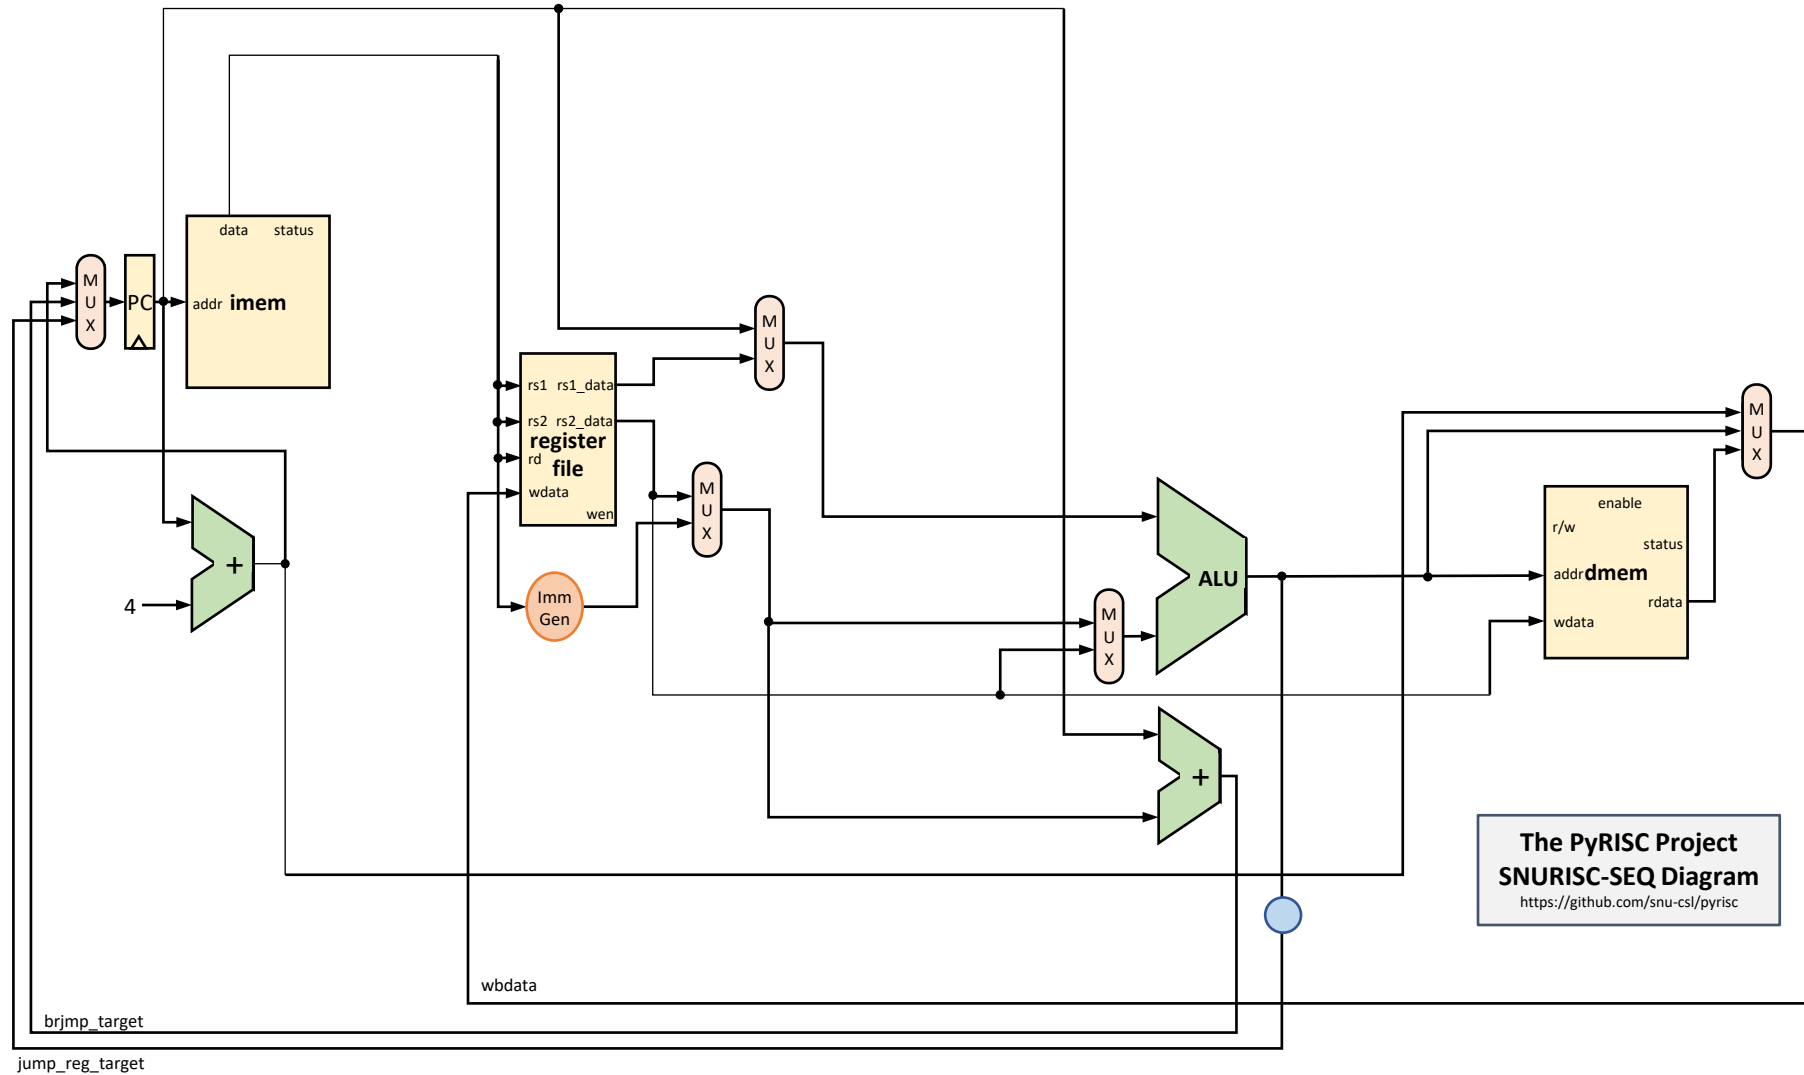 data status
M
U
X
PC
addr imem
M
U
X
rs1 rs1_data
rs2 rs2_data
register
file
rd
wdata
wen
M
U
X
M
U
X
enable
r/w
status
addr dmem
rdata
wdata
+
4
Imm
Gen
ALU
M
U
X
+
The PyRISC Project
SNURISC-SEQ Diagram
https://github.com/snu-csl/pyrisc
wbdata
brjmp_target
jump_reg_target